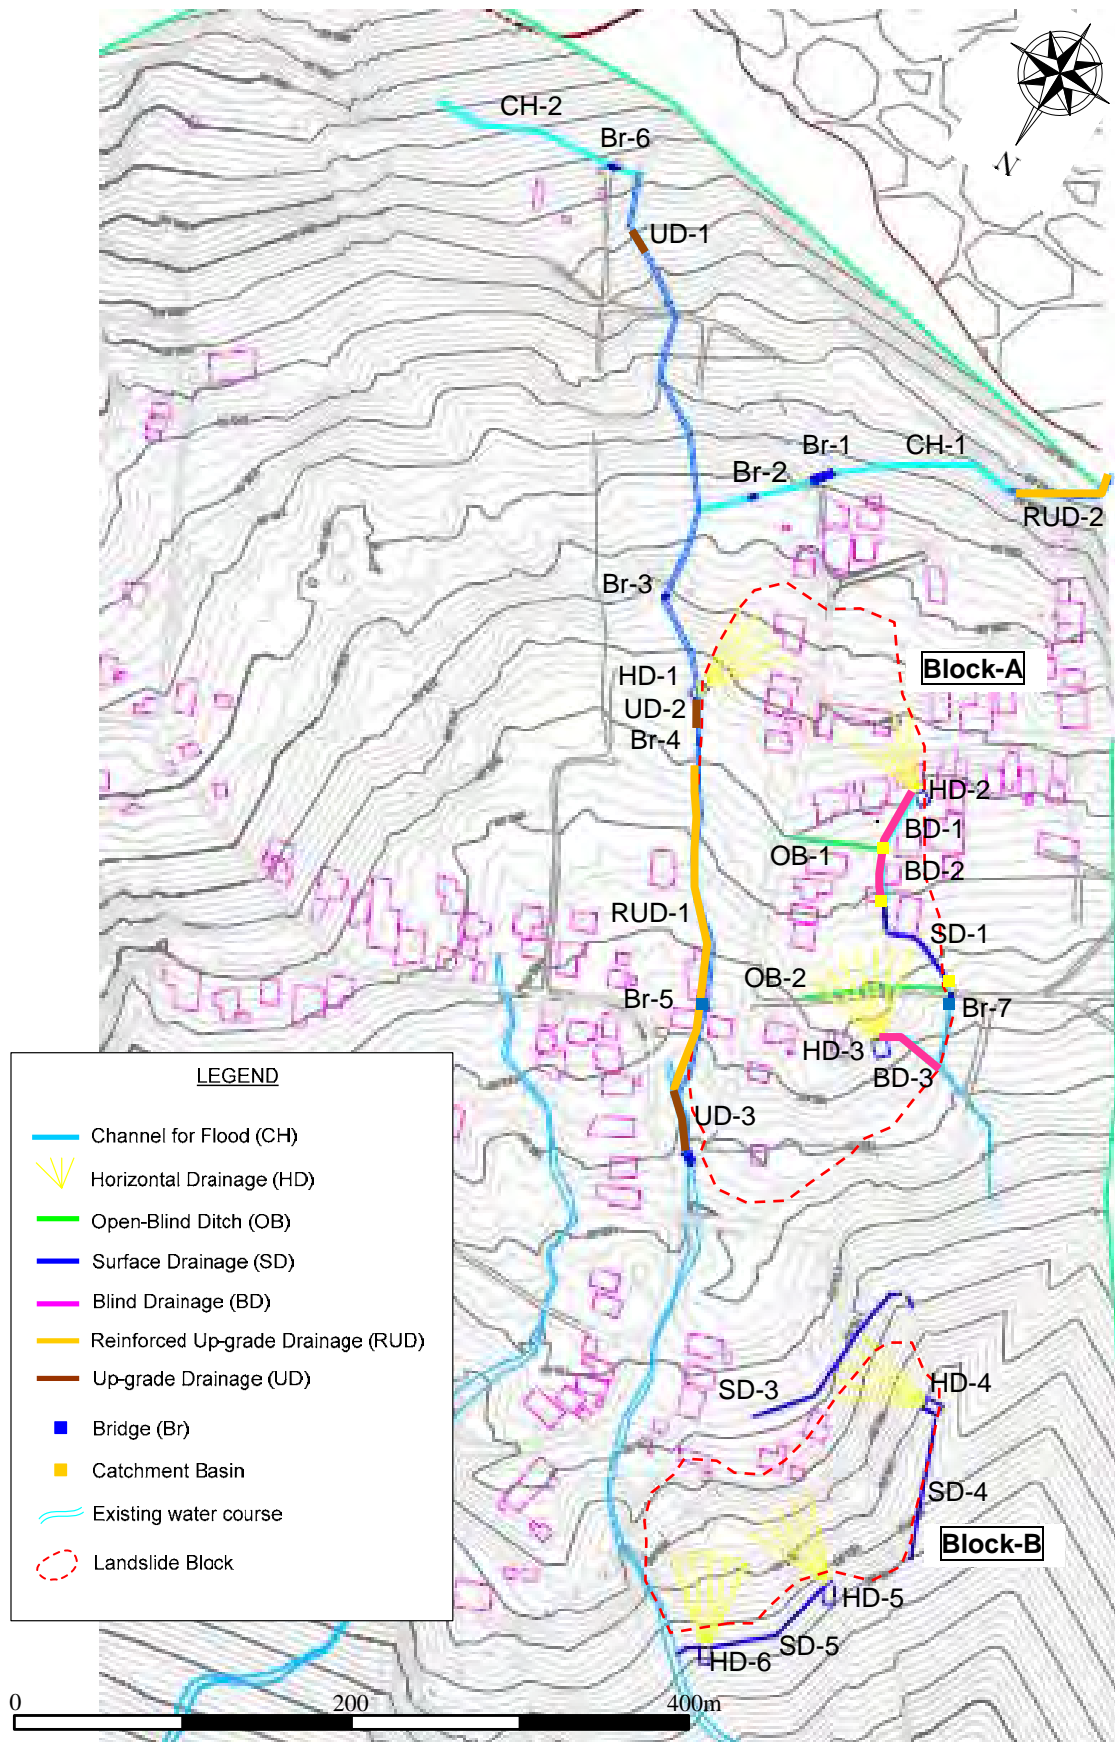 CH-2
Br-6
N
UD-1
Br-1
CH-1
Br-2
RUD-2
Br-3
Block-A
HD-1
UD-2
Br-4
HD-2
BD-1
OB-1
BD-2
RUD-1
SD-1
OB-2
Br-5
Br-7
HD-3
BD-3
UD-3
LEGEND
Channel for Flood (CH)
Horizontal Drainage (HD)
Open-Blind Ditch (OB)
Surface Drainage (SD)
Blind Drainage (BD)
Reinforced Up-grade Drainage (RUD)
Up-grade Drainage (UD)
Bridge (Br)
Catchment Basin
Existing water course
Landslide Block
SD-3
HD-4
SD-4
Block-B
HD-5
SD-5
HD-6
0 200 400m